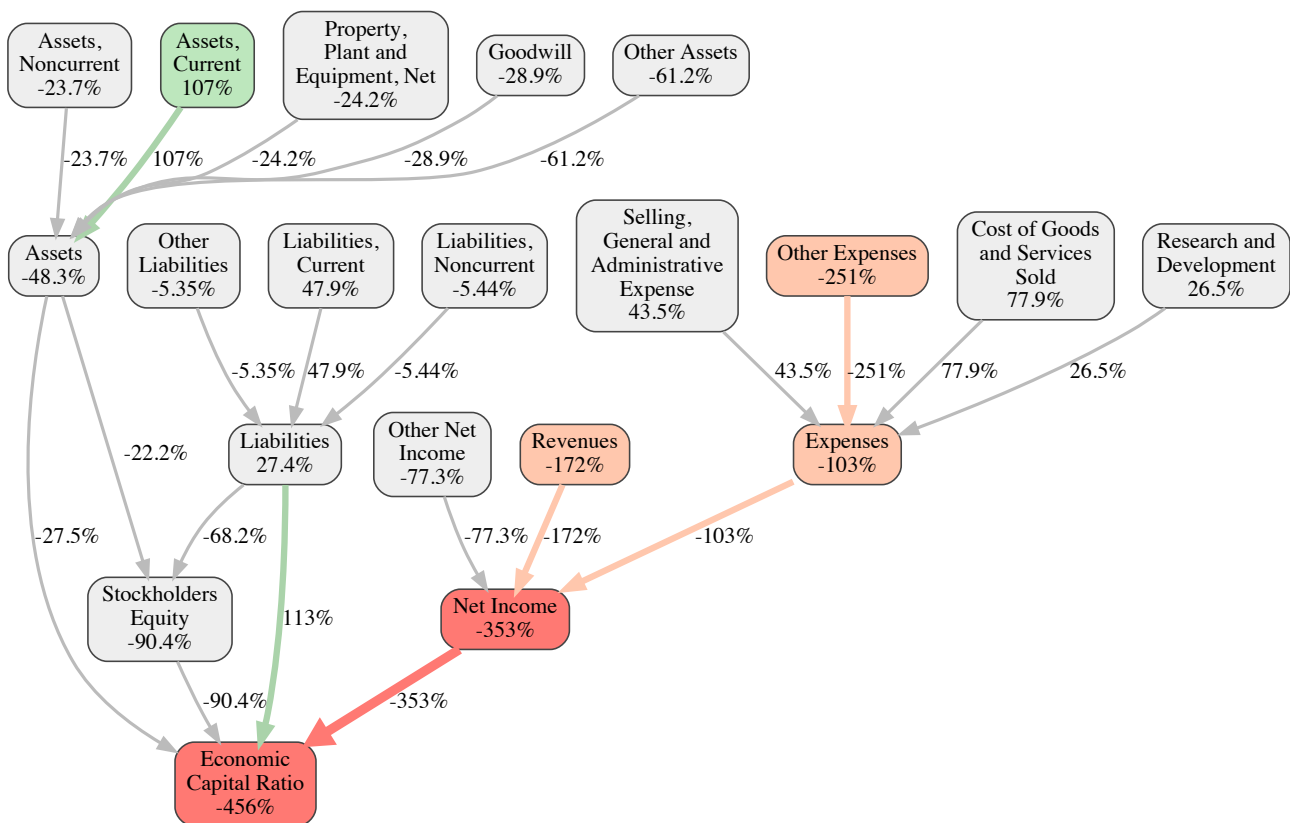 Assets,
Noncurrent
-23.7%
Assets,
Current
107%
Property,
Plant and
Equipment, Net
-24.2%
Goodwill
-28.9%
Other Assets
-61.2%
-23.7%
107%
-24.2%
-28.9%
-61.2%
Assets
-48.3%
Other
Liabilities
-5.35%
Liabilities,
Current
47.9%
Liabilities,
Noncurrent
-5.44%
Selling,
General and
Administrative
Expense
43.5%
Other Expenses
-251%
Cost of Goods
and Services
Sold
77.9%
Research and
Development
26.5%
-5.35%
47.9%
-5.44%
43.5%
-251%
77.9%
26.5%
-22.2%
Liabilities
27.4%
Other Net
Income
-77.3%
Revenues
-172%
Expenses
-103%
-27.5%
-68.2%
-77.3%
-172%
-103%
Stockholders
Equity
-90.4%
113%
Net Income
-353%
-90.4%
-353%
Economic
Capital Ratio
-456%